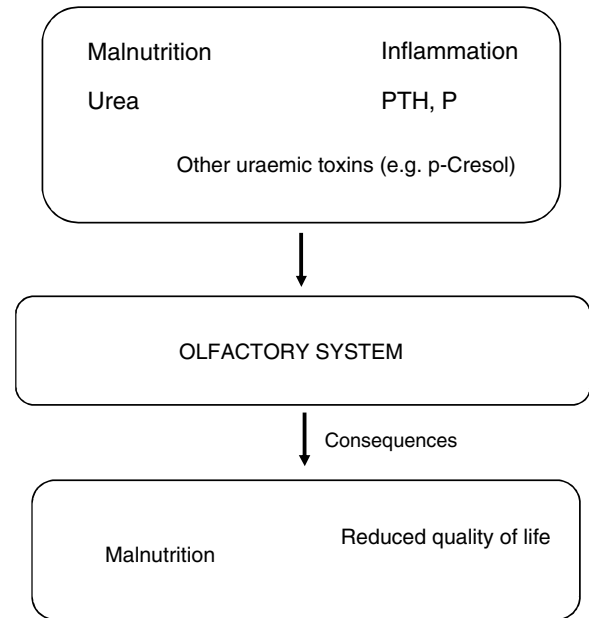 Malnutrition Inflammation
Urea PTH, P
Other uraemic toxins (e.g. p-Cresol)
OLFACTORY SYSTEM
Consequences
Reduced quality of life
Malnutrition